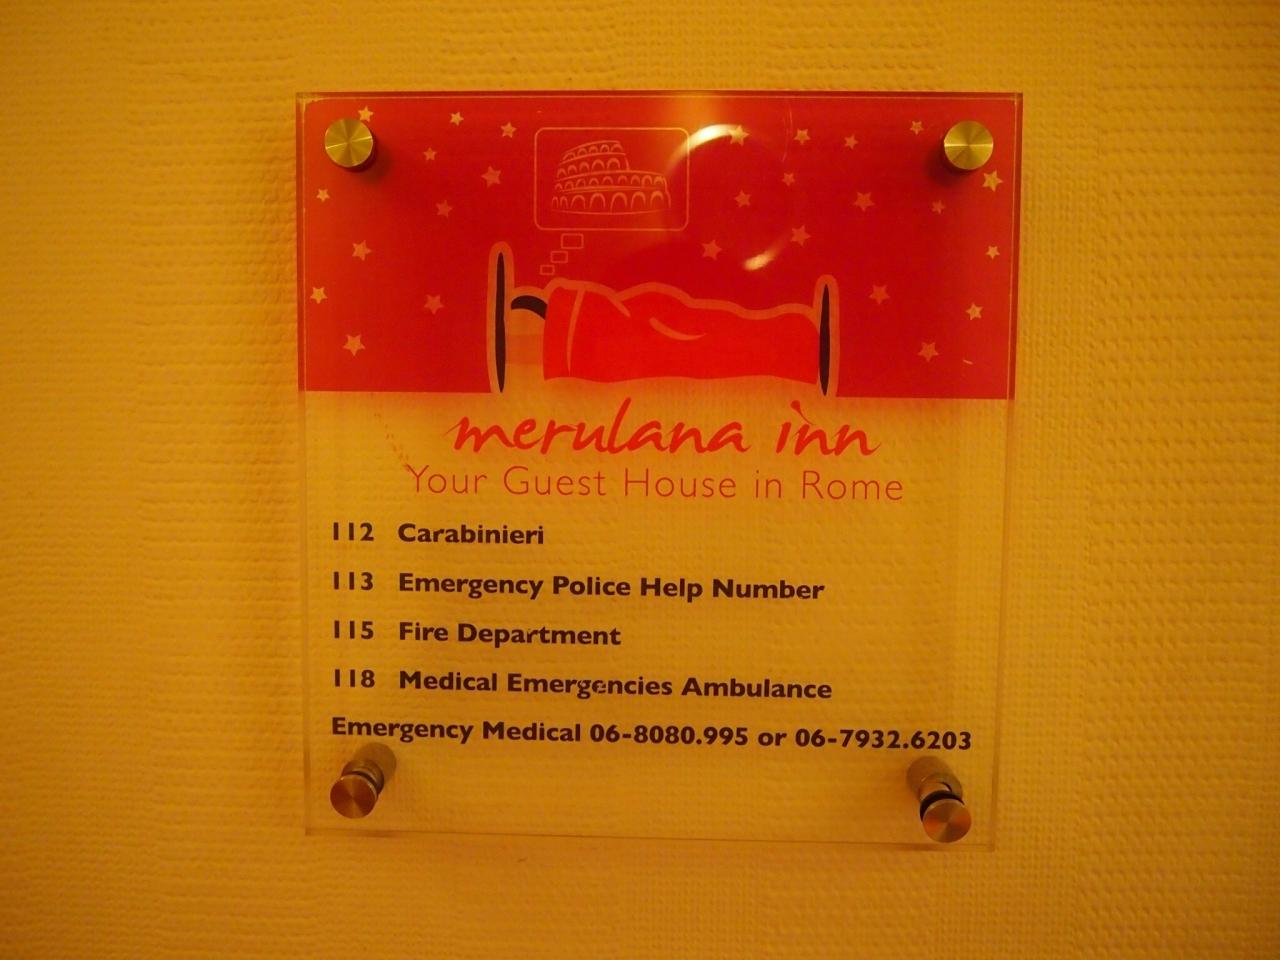 merulana inn
Your Guest House in Rome
112 Carabinieri
113 Emergency Police Help Number
115 Fire Department
118 Medical Emergencies Ambulance
Emergency Medical 06-8080.995 or 06-7932.6203